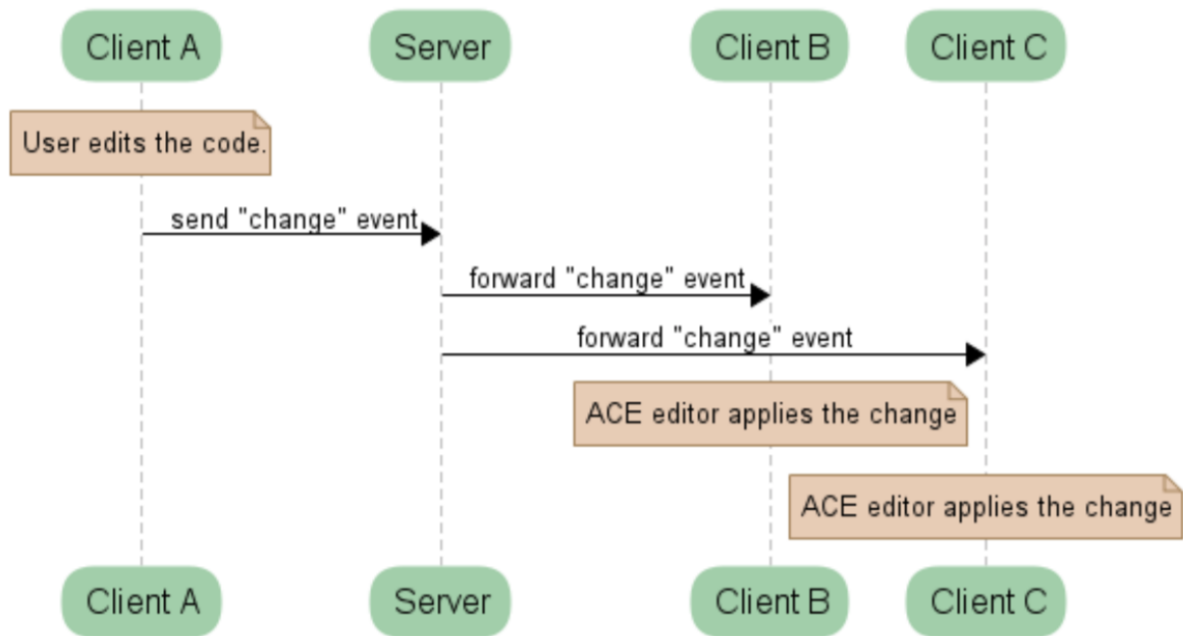 Client A
Server
Client B
Client C
User edits the code.
send "change" event
forward "change" event
forward "change" event
ACE editor applies the change
ACE editor applies the change
Client A
Server
Client B
Client C